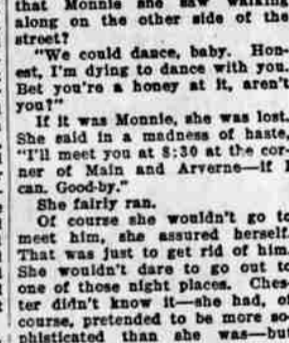 that Monnie she saw walking
along on the other side of the
street?
"We could dance, baby. Hon-
est, I'm dying to dance with you.
Bet you're a honey at it, aren't
you?"
If it was Monnie, she was lost.
She said in a madness of haste,
"I'll meet you at 8:30 at the cor-
ner of Main and Arverne—if I
can. Good-by."
She fairly ran.
Of course she wouldn't go to
meet him, she assured herself.
That was just to get rid of him.
She wouldn't dare to go out to
one of those night places. Ches-
ter didn't know it—she had, of
course, pretended to be more so-
phisticated than she was—but